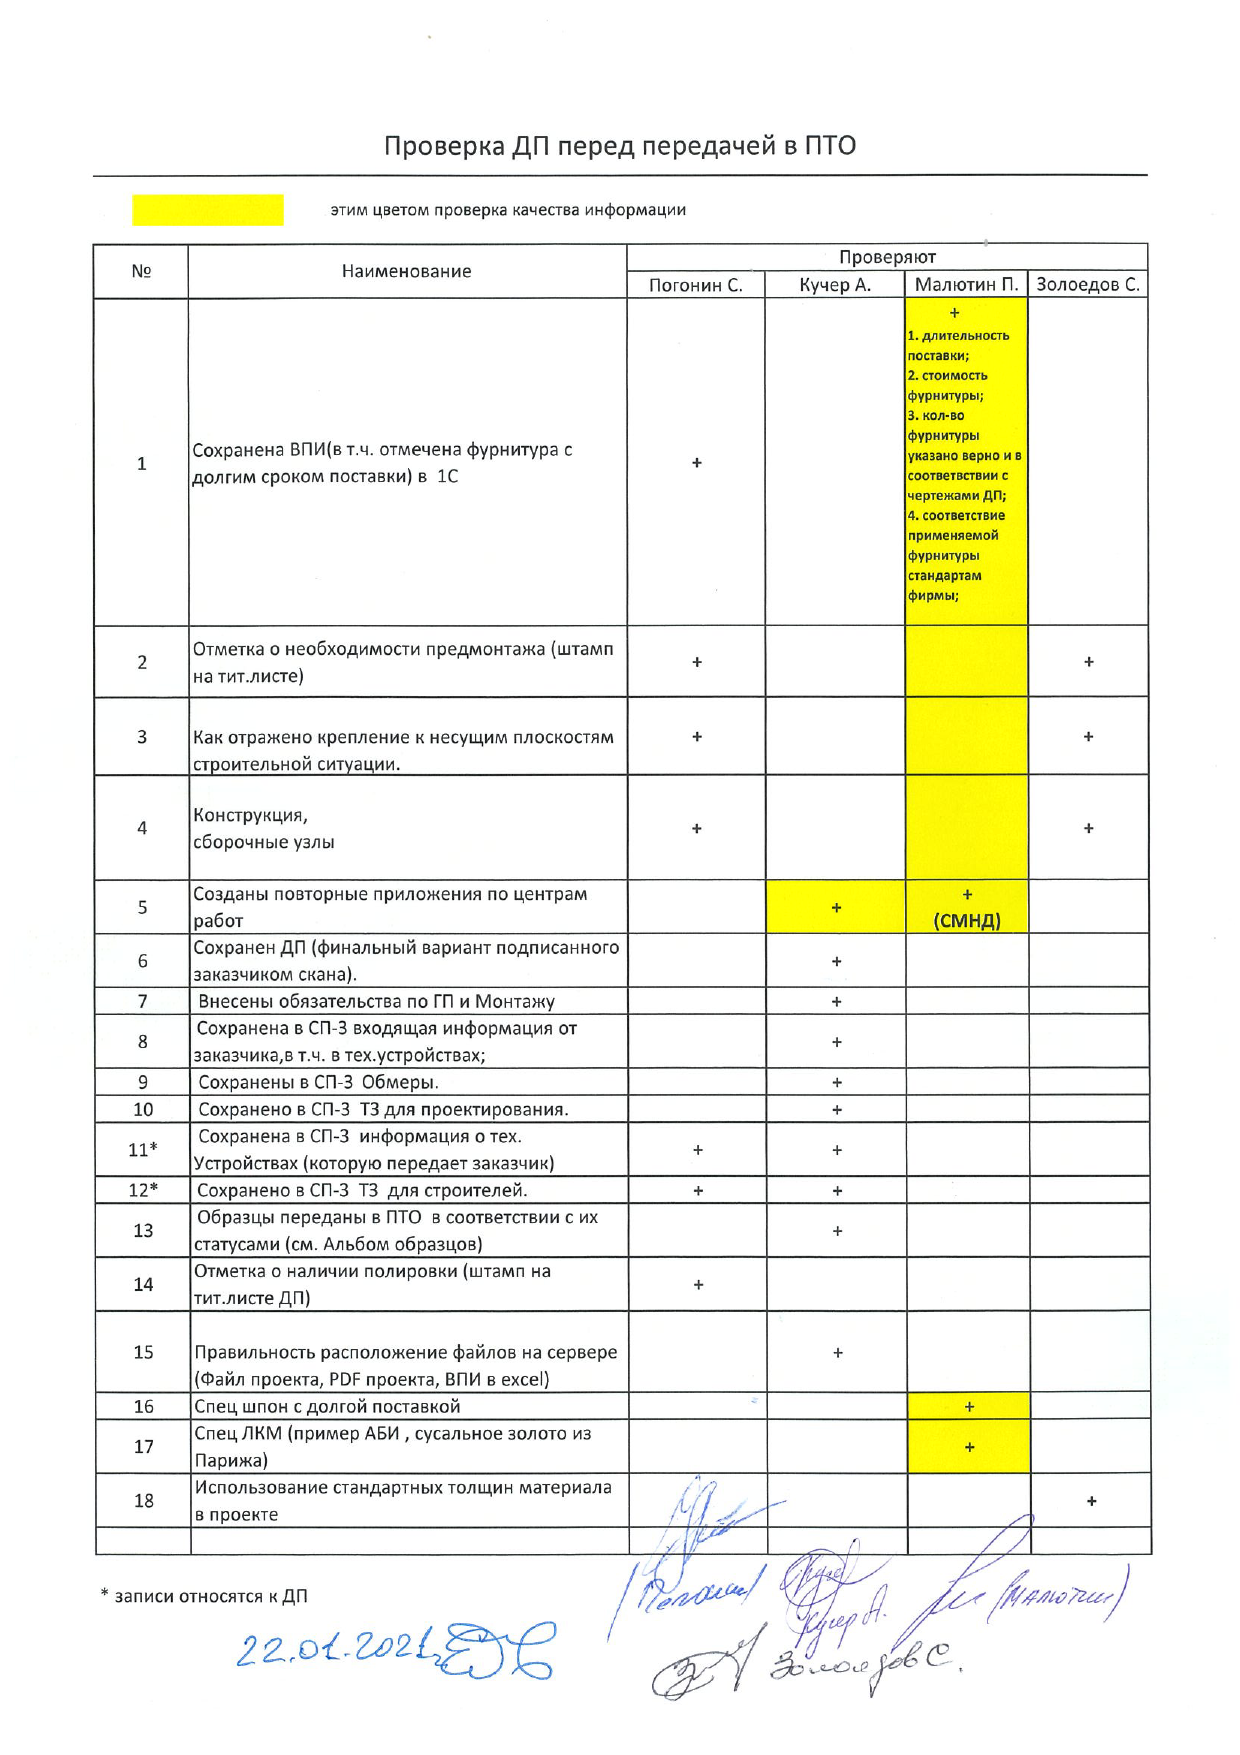 Проверка ДП перед передачей в ПТО
этим цветом проверка качества информации
№ Наименование Проверяют
Погонин С. Кучер А. Малютин П. Золоедов С.
1 Сохранена ВПИ(в т.ч. отмечена фурнитура с
долгим сроком поставки) в 1С
+
+
1. длительность
поставки;
2. стоимость
фурнитуры;
3. кол-во
фурнитуры
указано верно и в
соответвствии с
чертежами ДП;
4. соответствие
применяемой
фурнитуры
стандартам
фирмы;
2 Отметка о необходимости предмонтажа (штамп
на тит.листе)
+ +
3 Как отражено крепление к несущим плоскостям
строительной ситуации.
+ +
4 Конструкция,
сборочные узлы
+ +
5 Созданы повторные приложения по центрам
работ
+ +
(СМНД)
6 Сохранен ДП (финальный вариант подписанного
заказчиком скана).
+
7 Внесены обязательства по ГП и Монтажу +
8 Сохранена в СП-3 входящая информация от
заказчика,в т.ч. в тех.устройствах;
+
9 Сохранены в СП-3 Обмеры. +
10 Сохранено в СП-3 ТЗ для проектирования. +
11* Сохранена в СП-3 информация о тех.
Устройствах (которую передает заказчик)
+ +
12* Сохранено в СП-3 ТЗ для строителей. + +
13 Образцы переданы в ПТО в соответствии с их
статусами (см. Альбом образцов)
+
14 Отметка о наличии полировки (штамп на
тит.листе ДП)
+
15 Правильность расположение файлов на сервере
(Файл проекта, PDF проекта, ВПИ в excel)
+
16 Спец шпон с долгой поставкой +
17 Спец ЛКМ (пример АБИ , сусальное золото из
Парижа)
+
18 Использование стандартных толщин материала
в проекте
+
* записи относятся к ДП
/Погонин/
Кучер А.
(Малютин)
22.01.2021г.
Золоедов С.